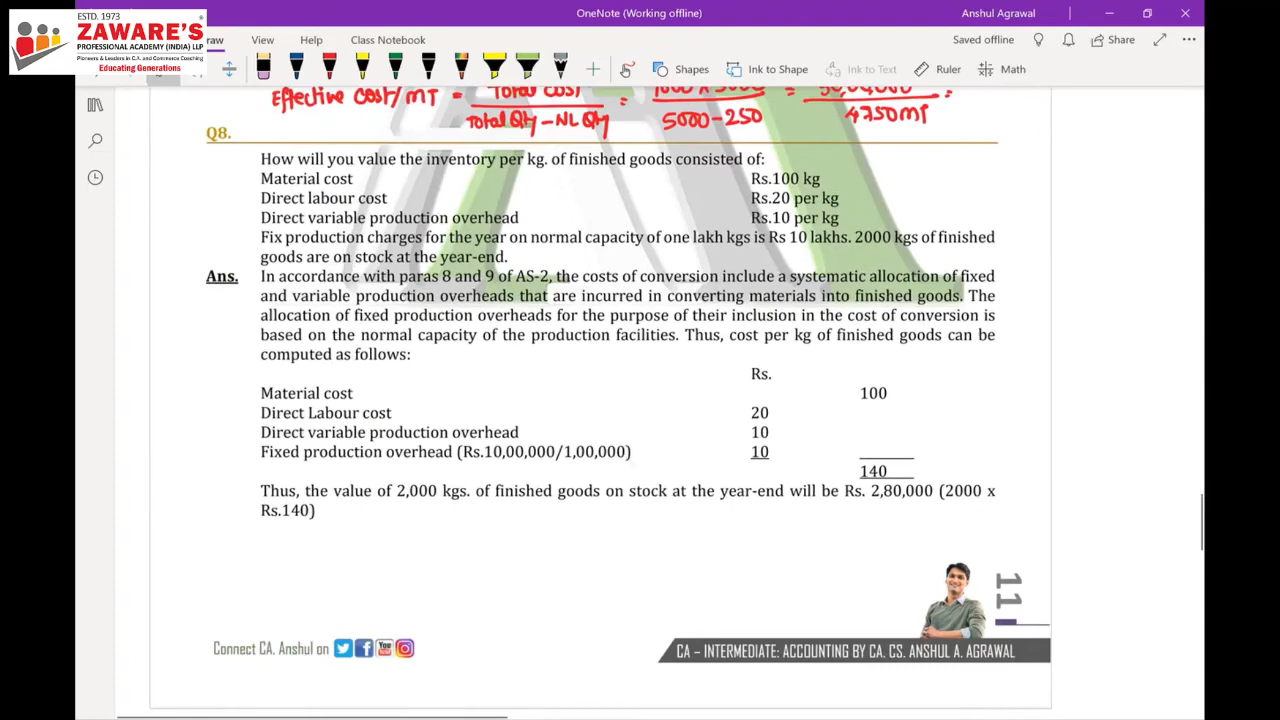 ESTD. 1973
ZAWARE'S
PROFESSIONAL ACADEMY (INDIA) LLP
Pioneers & Leaders in C.A. and Commerce Coaching
Educating Generations
OneNote (Working offline)
Anshul Agrawal
raw View Help Class Notebook
Saved offline Share
Shapes Ink to Shape Ink to Text Ruler Math
Effective Cost/MT = Total Cost =
Total Qty - NL Qty 5000-250 4750MT
Q8.
How will you value the inventory per kg. of finished goods consisted of:
Material cost Rs.100 kg
Direct labour cost Rs.20 per kg
Direct variable production overhead Rs.10 per kg
Fix production charges for the year on normal capacity of one lakh kgs is Rs 10 lakhs. 2000 kgs of finished
goods are on stock at the year-end.
Ans. In accordance with paras 8 and 9 of AS-2, the costs of conversion include a systematic allocation of fixed
and variable production overheads that are incurred in converting materials into finished goods. The
allocation of fixed production overheads for the purpose of their inclusion in the cost of conversion is
based on the normal capacity of the production facilities. Thus, cost per kg of finished goods can be
computed as follows:
Rs.
Material cost 100
Direct Labour cost 20
Direct variable production overhead 10
Fixed production overhead (Rs.10,00,000/1,00,000) 10
140
Thus, the value of 2,000 kgs. of finished goods on stock at the year-end will be Rs. 2,80,000 (2000 x
Rs.140)
11
Connect CA. Anshul on You
CA – INTERMEDIATE: ACCOUNTING BY CA. CS. ANSHUL A. AGRAWAL